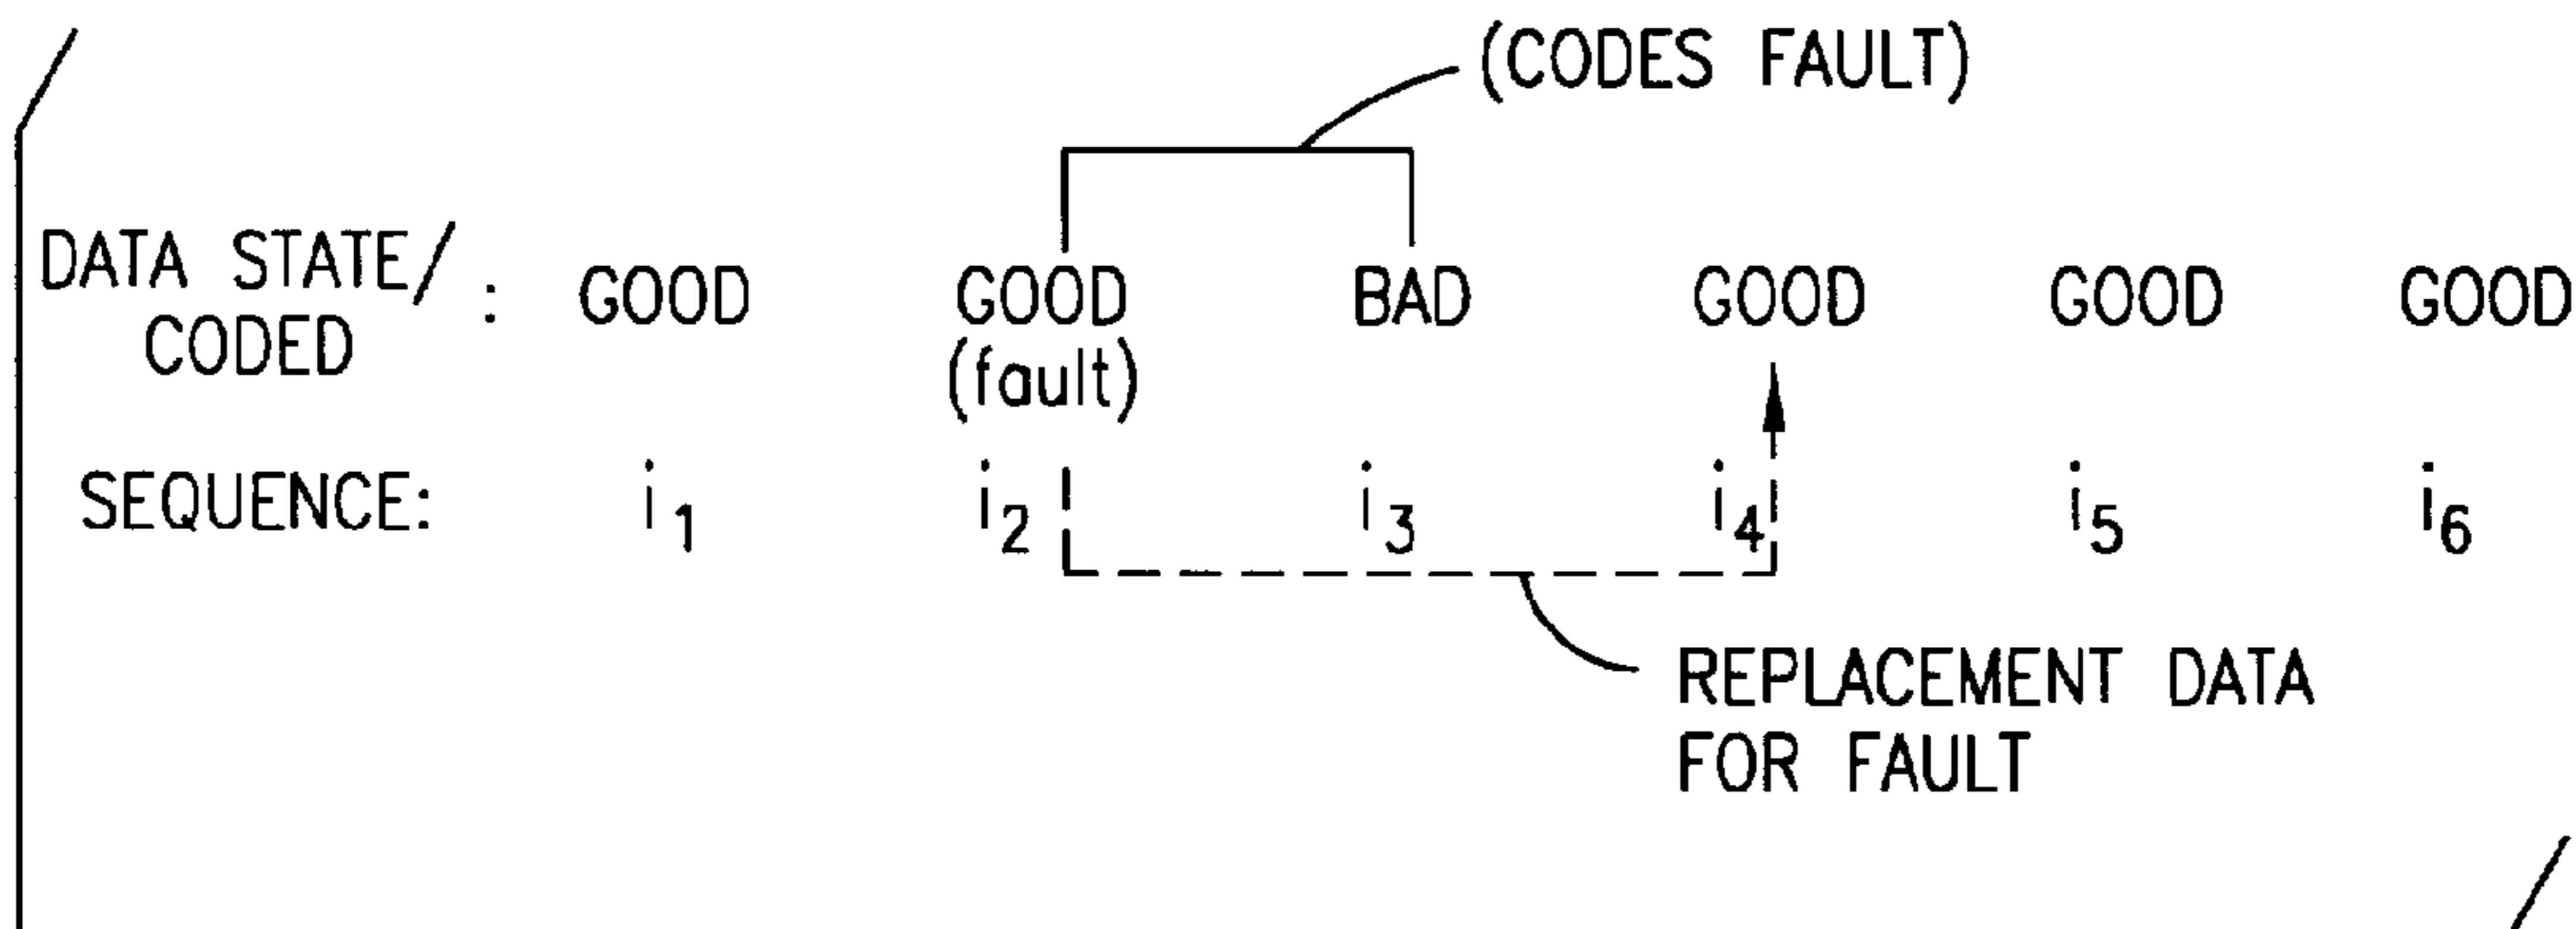 (CODES FAULT)
DATA STATE/
CODED
: GOOD GOOD BAD GOOD GOOD GOOD
(fault)
SEQUENCE: i1 i2 i3 i4 i5 i6
REPLACEMENT DATA
FOR FAULT